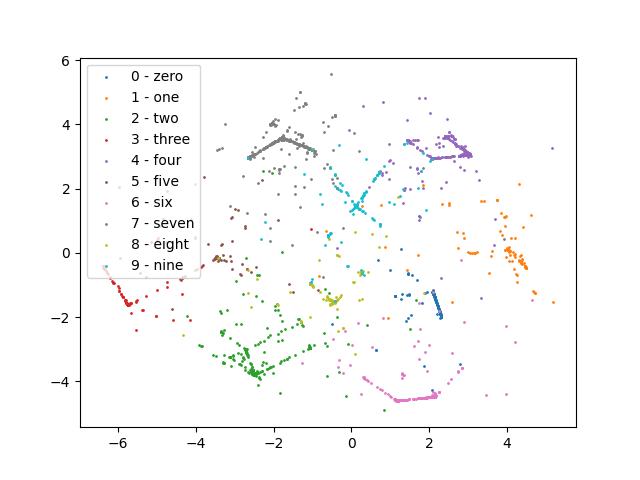 6
4
2
0
−2
−4
−6
−4
−2
0
2
4
0 - zero
1 - one
2 - two
3 - three
4 - four
5 - five
6 - six
7 - seven
8 - eight
9 - nine